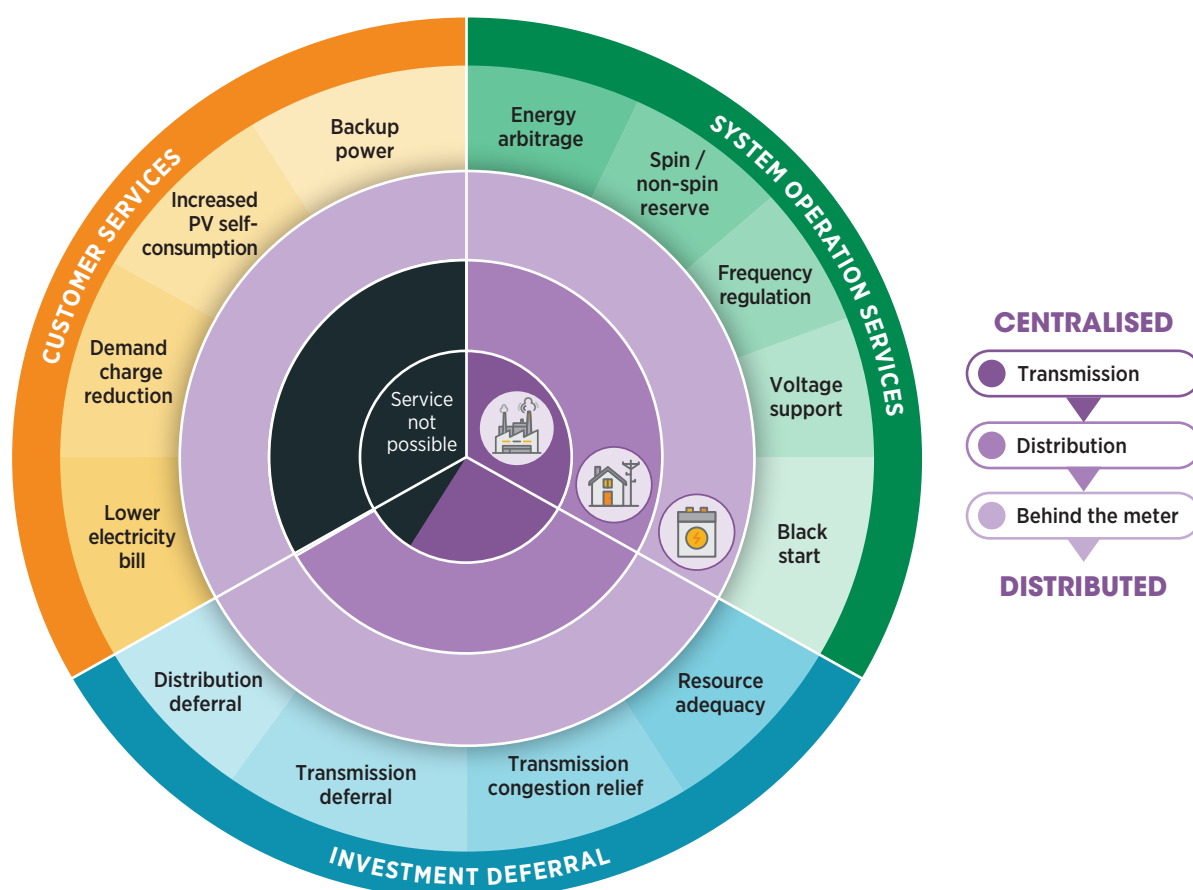 CUSTOMER SERVICES
SYSTEM OPERATION SERVICES
INVESTMENT DEFERRAL
Backup
power
Increased
PV self-
consumption
Demand
charge
reduction
Lower
electricity
bill
Energy
arbitrage
Spin /
non-spin
reserve
Frequency
regulation
Voltage
support
Black
start
Resource
adequacy
Transmission
congestion relief
Transmission
deferral
Distribution
deferral
Service
not
possible
CENTRALISED
Transmission
Distribution
Behind the meter
DISTRIBUTED